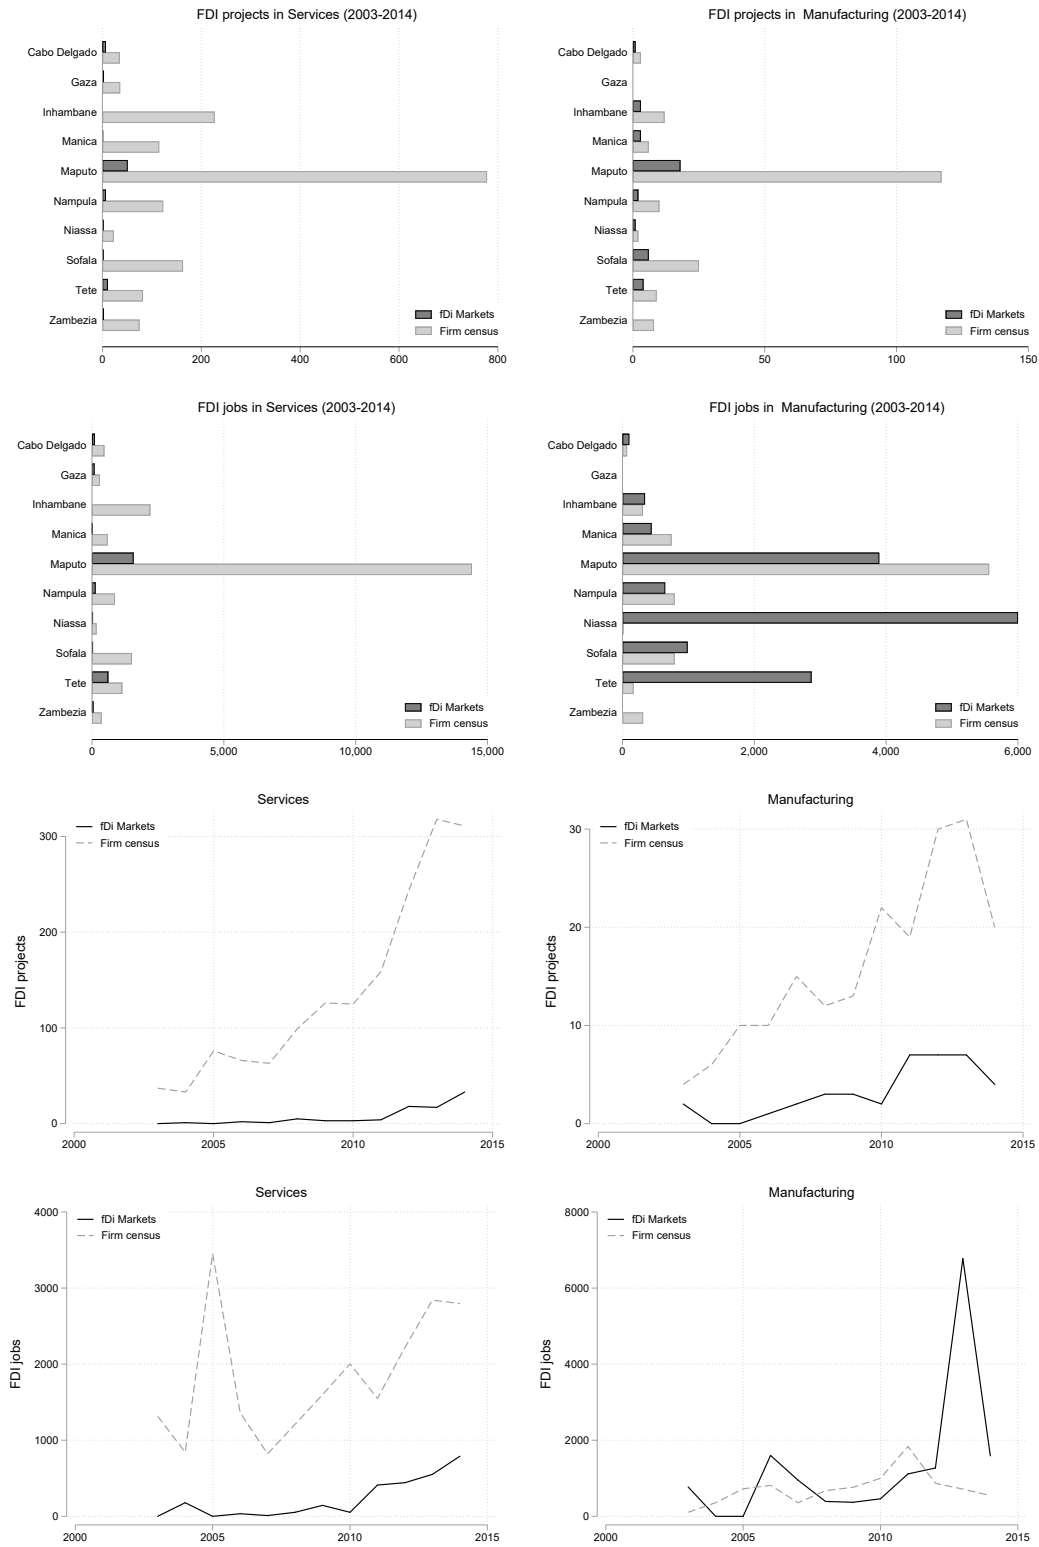 FDI projects in Services (2003-2014)
Cabo Delgado
Gaza
Inhambane
Manica
Maputo
Nampula
Niassa
Sofala
Tete
Zambezia
fDi Markets
Firm census
0 200 400 600 800
FDI projects in Manufacturing (2003-2014)
Cabo Delgado
Gaza
Inhambane
Manica
Maputo
Nampula
Niassa
Sofala
Tete
Zambezia
fDi Markets
Firm census
0 50 100 150
FDI jobs in Services (2003-2014)
Cabo Delgado
Gaza
Inhambane
Manica
Maputo
Nampula
Niassa
Sofala
Tete
Zambezia
fDi Markets
Firm census
0 5,000 10,000 15,000
FDI jobs in Manufacturing (2003-2014)
Cabo Delgado
Gaza
Inhambane
Manica
Maputo
Nampula
Niassa
Sofala
Tete
Zambezia
fDi Markets
Firm census
0 2,000 4,000 6,000
Services
fDi Markets
Firm census
FDI projects
300
200
100
0
2000 2005 2010 2015
Manufacturing
fDi Markets
Firm census
FDI projects
30
20
10
0
2000 2005 2010 2015
Services
fDi Markets
Firm census
FDI jobs
4000
3000
2000
1000
0
2000 2005 2010 2015
Manufacturing
fDi Markets
Firm census
FDI jobs
8000
6000
4000
2000
0
2000 2005 2010 2015